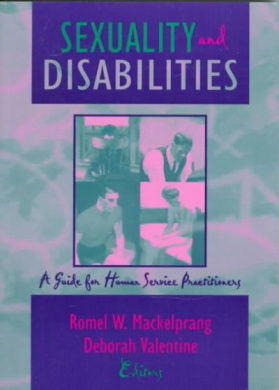 SEXUALITY and
DISABILITIES
A Guide for Human Service Practitioners
Romel W. Mackelprang
Deborah Valentine
Editors